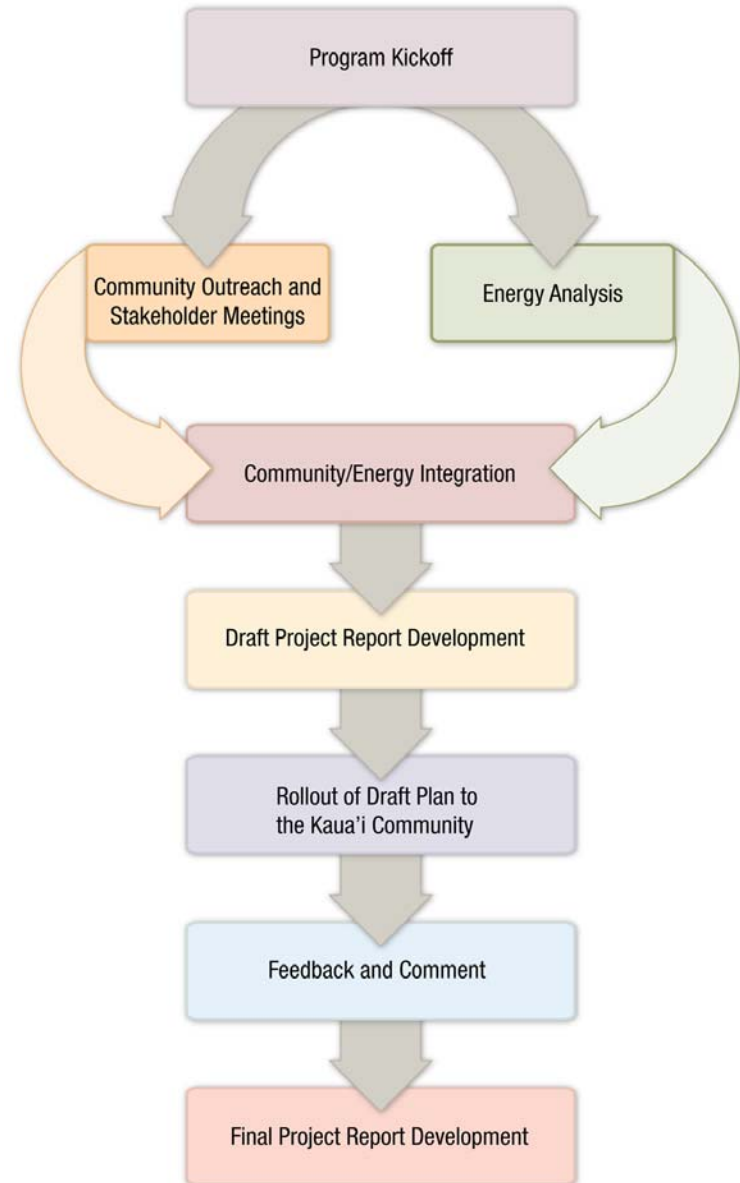 Program Kickoff
Community Outreach and
Stakeholder Meetings
Energy Analysis
Community/Energy Integration
Draft Project Report Development
Rollout of Draft Plan to
the Kaua'i Community
Feedback and Comment
Final Project Report Development